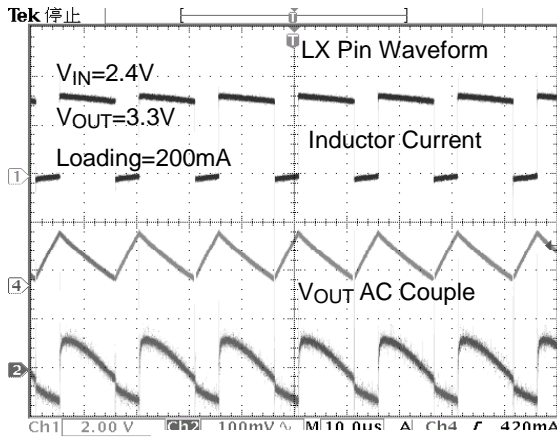 Tek 停止
T
T
LX Pin Waveform
VIN=2.4V
VOUT=3.3V
Inductor Current
Loading=200mA
1
4
VOUT AC Couple
2
Ch1 2.00 V Ch2 100mV M 10.0us A Ch4 420mA